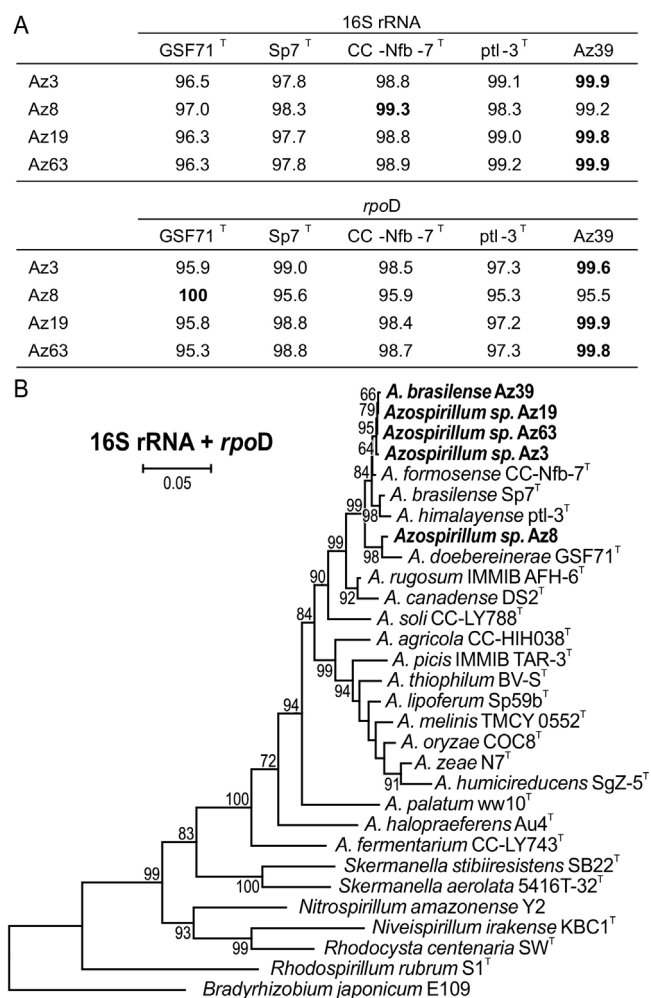 A
16S rRNA
GSF71 T Sp7 T CC -Nfb -7 T ptl -3 T Az39
Az3 96.5 97.8 98.8 99.1 99.9
Az8 97.0 98.3 99.3 98.3 99.2
Az19 96.3 97.7 98.8 99.0 99.8
Az63 96.3 97.8 98.9 99.2 99.9
rpoD
GSF71 T Sp7 T CC -Nfb -7 T ptl -3 T Az39
Az3 95.9 99.0 98.5 97.3 99.6
Az8 100 95.6 95.9 95.3 95.5
Az19 95.8 98.8 98.4 97.2 99.9
Az63 95.3 98.8 98.7 97.3 99.8
B
16S rRNA + rpoD
0.05
66 A. brasilense Az39
79 Azospirillum sp. Az19
95 Azospirillum sp. Az63
64 Azospirillum sp. Az3
84 A. formosense CC-Nfb-7T
A. brasilense Sp7T
99 98 A. himalayense ptl-3T
Azospirillum sp. Az8
99 98 A. doebereinerae GSF71T
90 A. rugosum IMMIB AFH-6T
92 A. canadense DS2T
84 A. soli CC-LY788T
A. agricola CC-HIH038T
99 A. picis IMMIB TAR-3T
94 A. thiophilum BV-ST
94 A. lipoferum Sp59bT
A. melinis TMCY 0552T
A. oryzae COC8T
72 A. zeae N7T
91 A. humicireducens SgZ-5T
100 A. palatum ww10T
A. halopraeferens Au4T
83 A. fermentarium CC-LY743T
Skermanella stibiiresistens SB22T
99 100 Skermanella aerolata 5416T-32T
Nitrospirillum amazonense Y2
93 Niveispirillum irakense KBC1T
99 Rhodocysta centenaria SWT
Rhodospirillum rubrum S1T
Bradyrhizobium japonicum E109